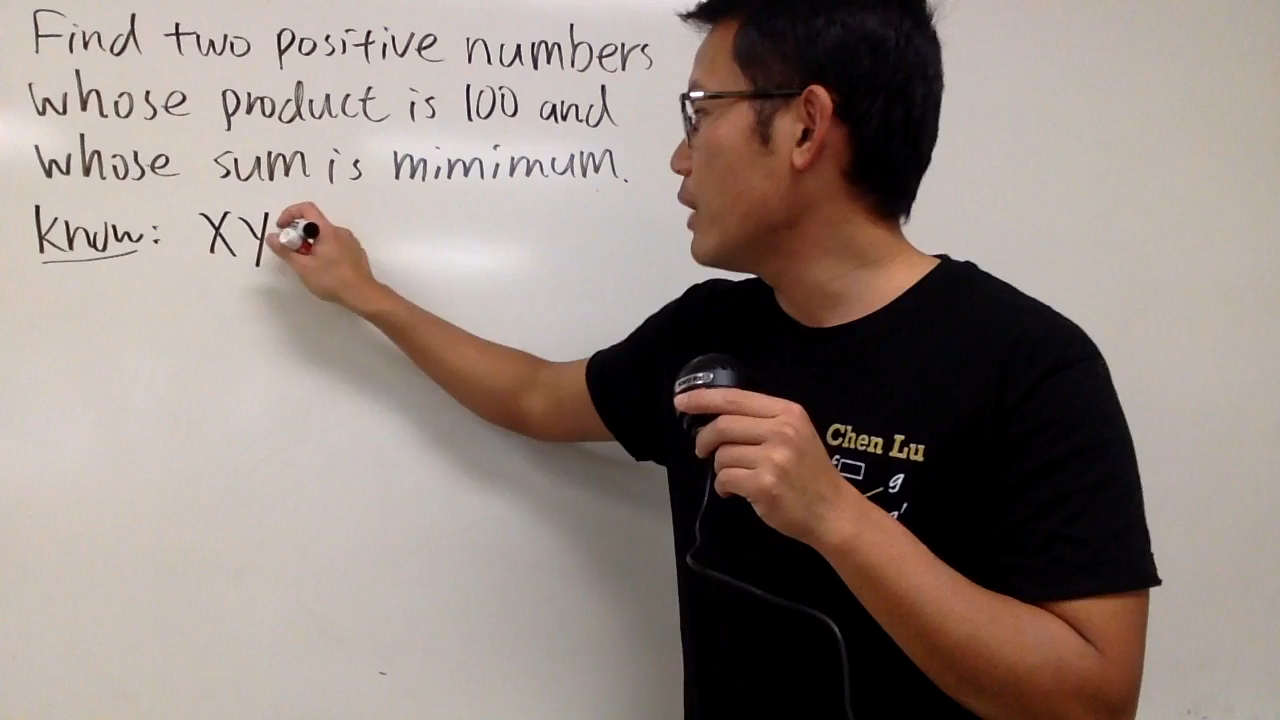 Find two positive numbers
whose product is 100 and
whose sum is mimimum.
Know: XY
Chen Lu
g
g'